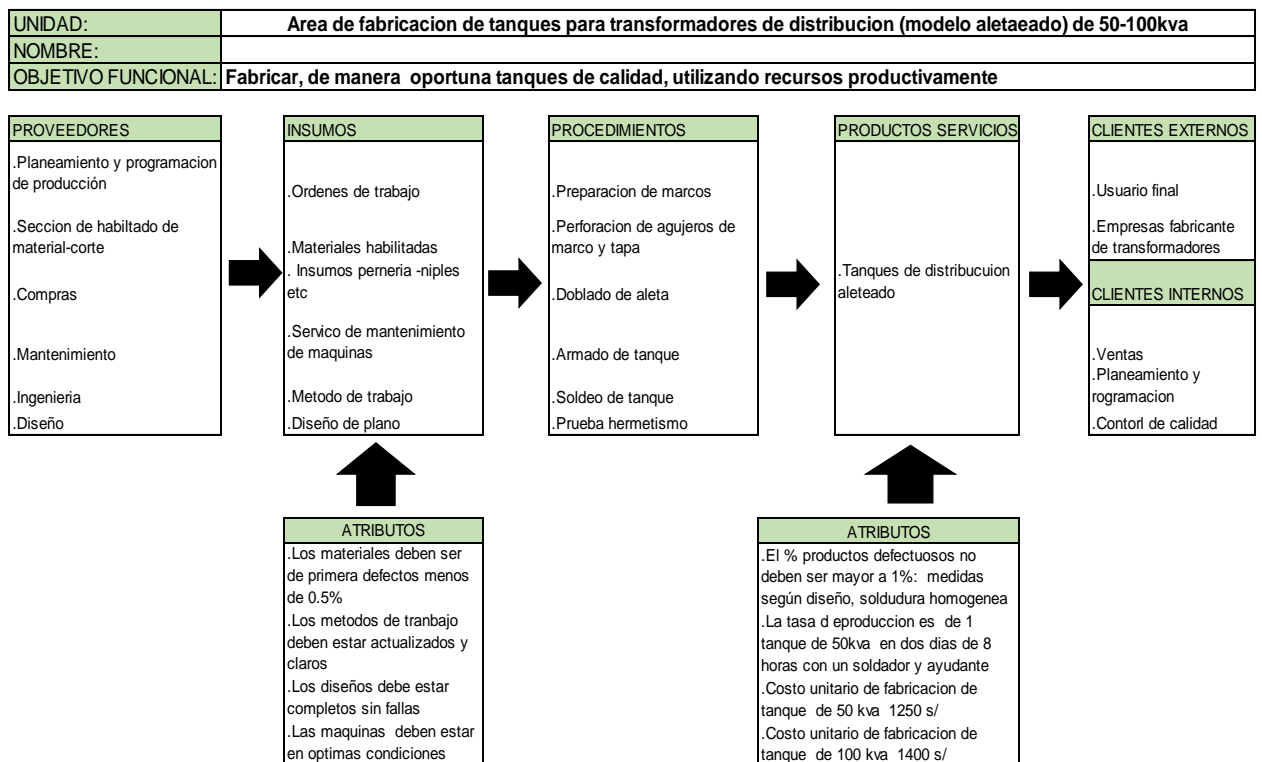 UNIDAD: Area de fabricacion de tanques para transformadores de distribucion (modelo aletaeado) de 50-100kva
NOMBRE:
OBJETIVO FUNCIONAL: Fabricar, de manera oportuna tanques de calidad, utilizando recursos productivamente
PROVEEDORES
.Planeamiento y programacion
de producción
.Seccion de habiltado de
material-corte
.Compras
.Mantenimiento
.Ingenieria
.Diseño
INSUMOS
.Ordenes de trabajo
.Materiales habilitadas
. Insumos perneria -niples
etc
.Servico de mantenimiento
de maquinas
.Metodo de trabajo
.Diseño de plano
PROCEDIMIENTOS
.Preparacion de marcos
.Perforacion de agujeros de
marco y tapa
.Doblado de aleta
.Armado de tanque
.Soldeo de tanque
.Prueba hermetismo
PRODUCTOS SERVICIOS
.Tanques de distribucuion
aleteado
CLIENTES EXTERNOS
.Usuario final
.Empresas fabricante
de transformadores
CLIENTES INTERNOS
.Ventas
.Planeamiento y
rogramacion
.Contorl de calidad
ATRIBUTOS
.Los materiales deben ser
de primera defectos menos
de 0.5%
.Los metodos de tranbajo
deben estar actualizados y
claros
.Los diseños debe estar
completos sin fallas
.Las maquinas deben estar
en optimas condiciones
ATRIBUTOS
.El % productos defectuosos no
deben ser mayor a 1%: medidas
según diseño, soldudura homogenea
.La tasa d eproduccion es de 1
tanque de 50kva en dos dias de 8
horas con un soldador y ayudante
.Costo unitario de fabricacion de
tanque de 50 kva 1250 s/
.Costo unitario de fabricacion de
tanque de 100 kva 1400 s/